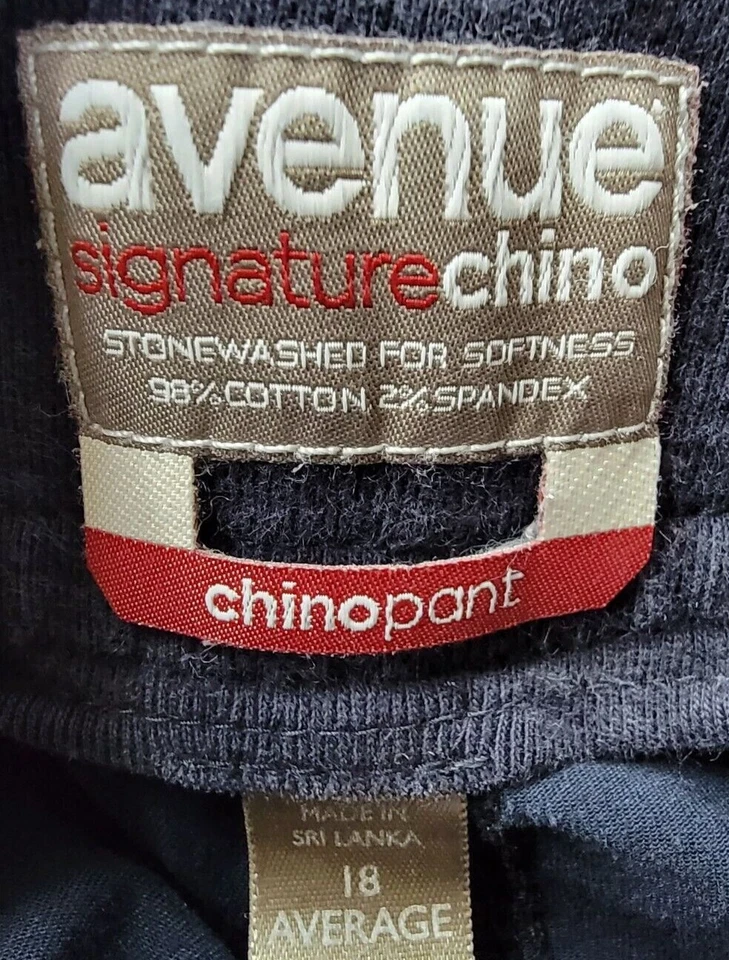 avenue
signaturechino
STONEWASHED FOR SOFTNESS
98% COTTON, 2% SPANDEX
chinopant
MADE IN
SRI LANKA
18
AVERAGE